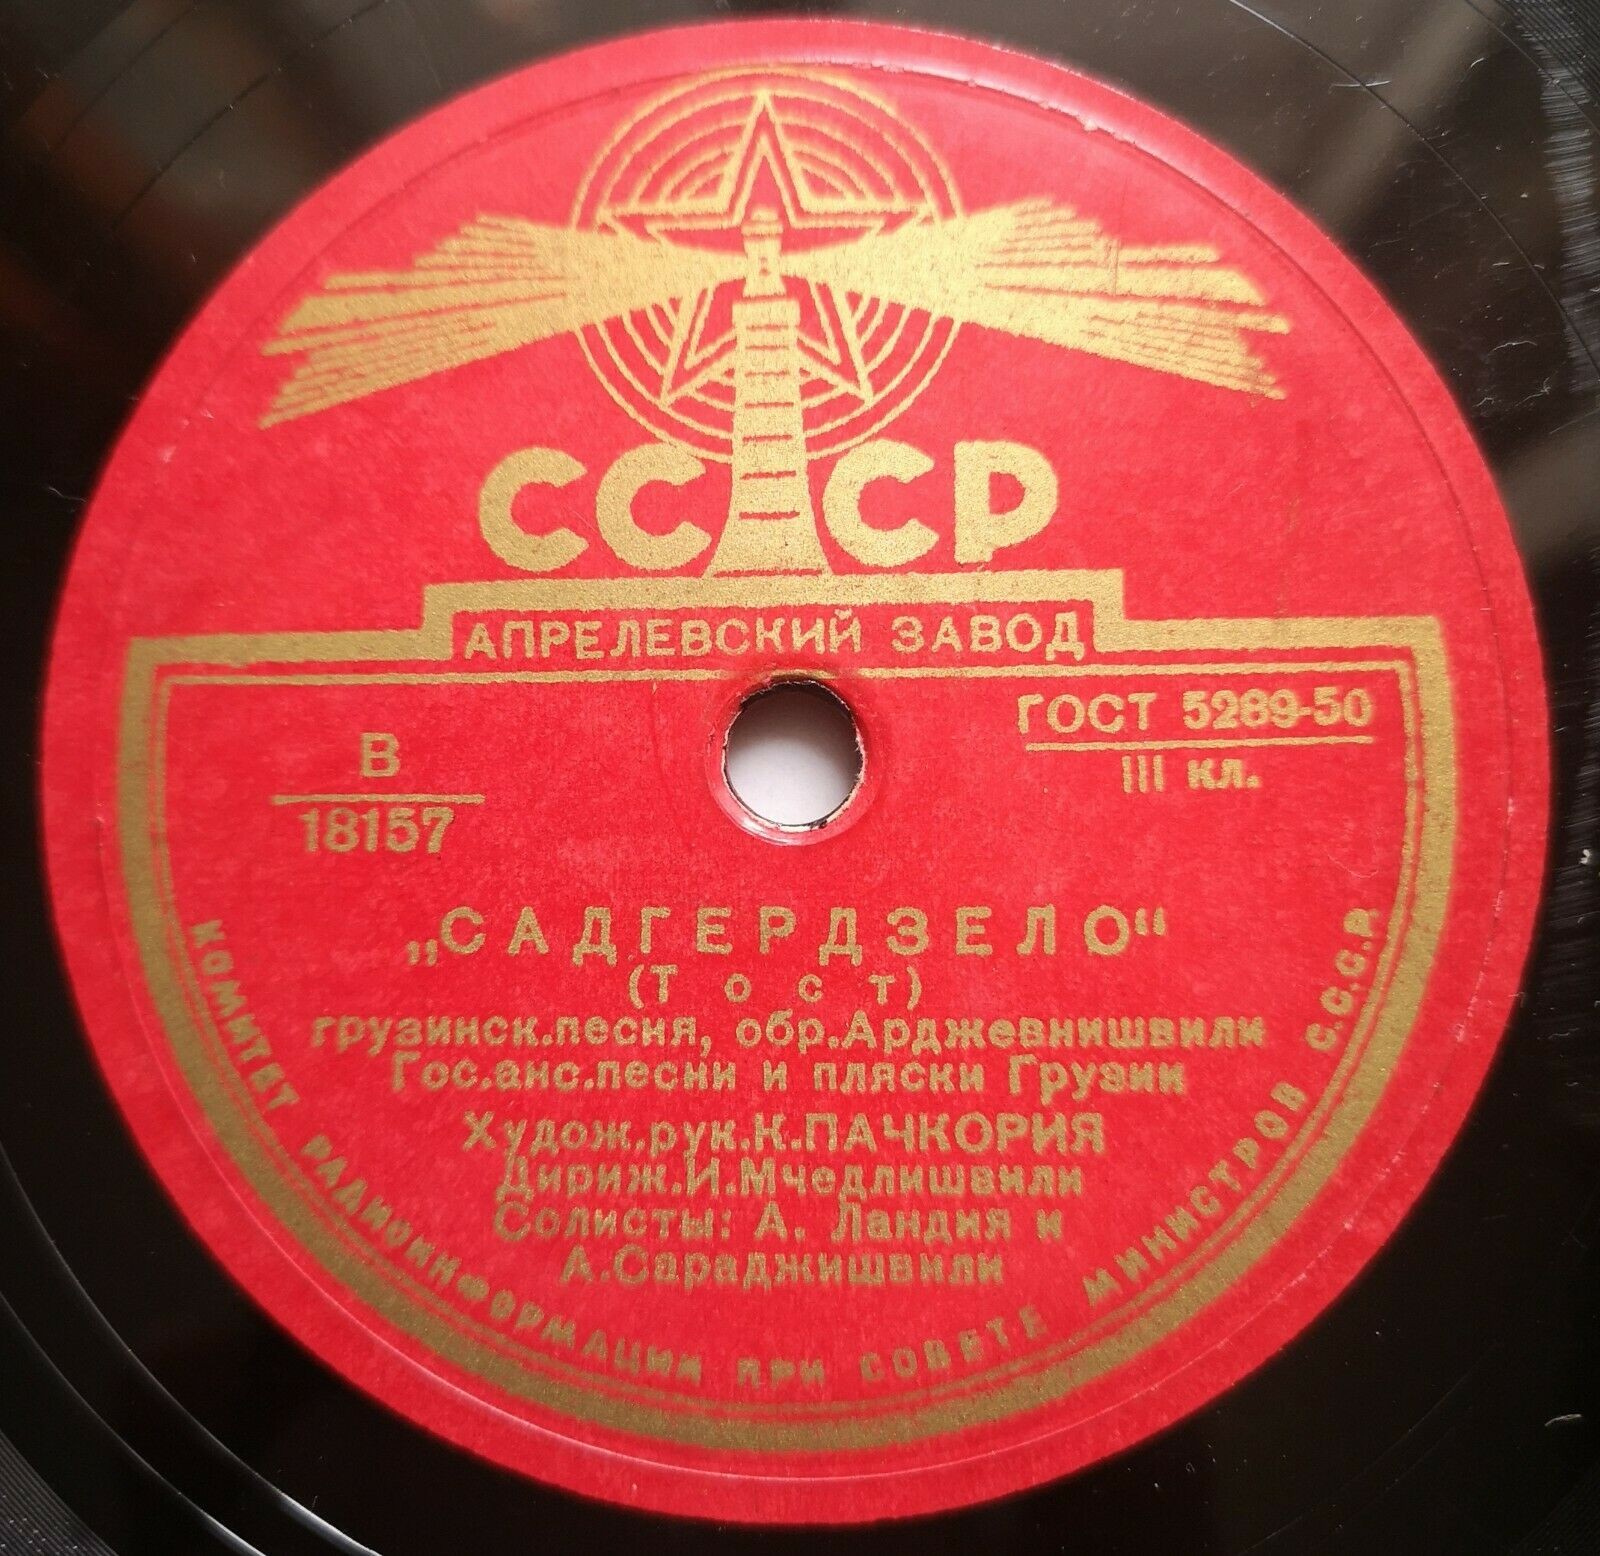 СССР
АПРЕЛЕВСКИЙ ЗАВОД
ГОСТ 5289-50
III кл.
В
18157
„САДГЕРДЗЕЛО“
(Тост)
грузинск.песня, обр.Арджевнишвили
Гос.анс.песни и пляски Грузии
Худож.рук.К.ПАЧКОРИЯ
Дириж.И.Мчедлишвили
Солисты: А. Ландия и
А.Сараджишвили
КОМИТЕТ РАДИОИНФОРМАЦИИ ПРИ СОВЕТЕ МИНИСТРОВ С.С.С.Р.